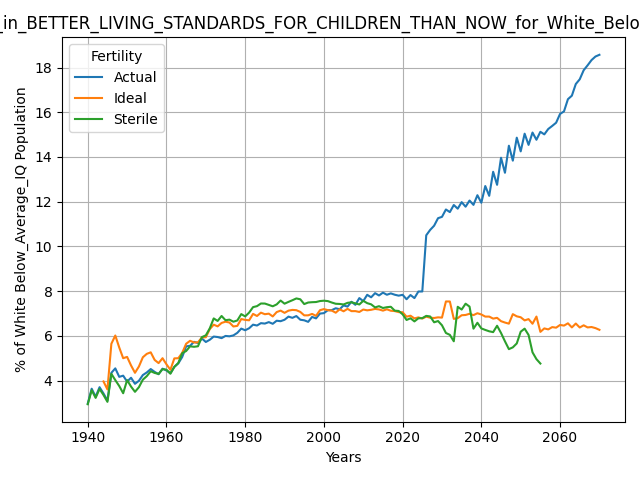 _in_BETTER_LIVING_STANDARDS_FOR_CHILDREN_THAN_NOW_for_White_Belo
Fertility
Actual
Ideal
Sterile
% of White Below_Average_IQ Population
18
16
14
12
10
8
6
4
1940 1960 1980 2000 2020 2040 2060
Years